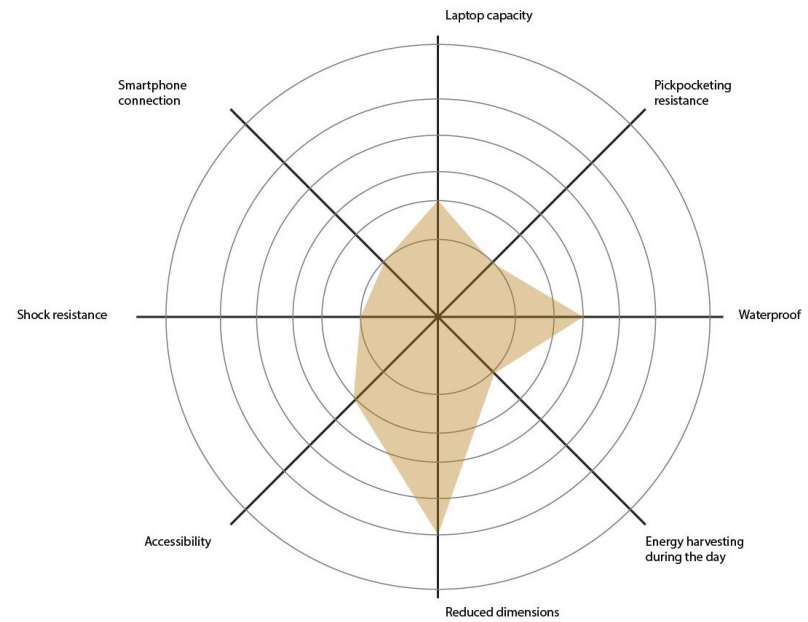 Laptop capacity
Smartphone
connection
Pickpocketing
resistance
Shock resistance
Waterproof
Accessibility
Energy harvesting
during the day
Reduced dimensions